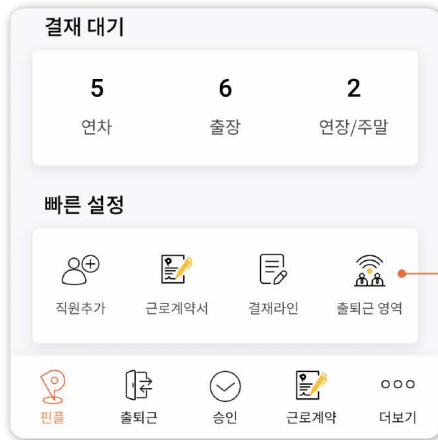 결재 대기
5 6 2
연차 출장 연장/주말
빠른 설정
직원추가 근로계약서 결재라인 출퇴근 영역
핀플 출퇴근 승인 근로계약 더보기